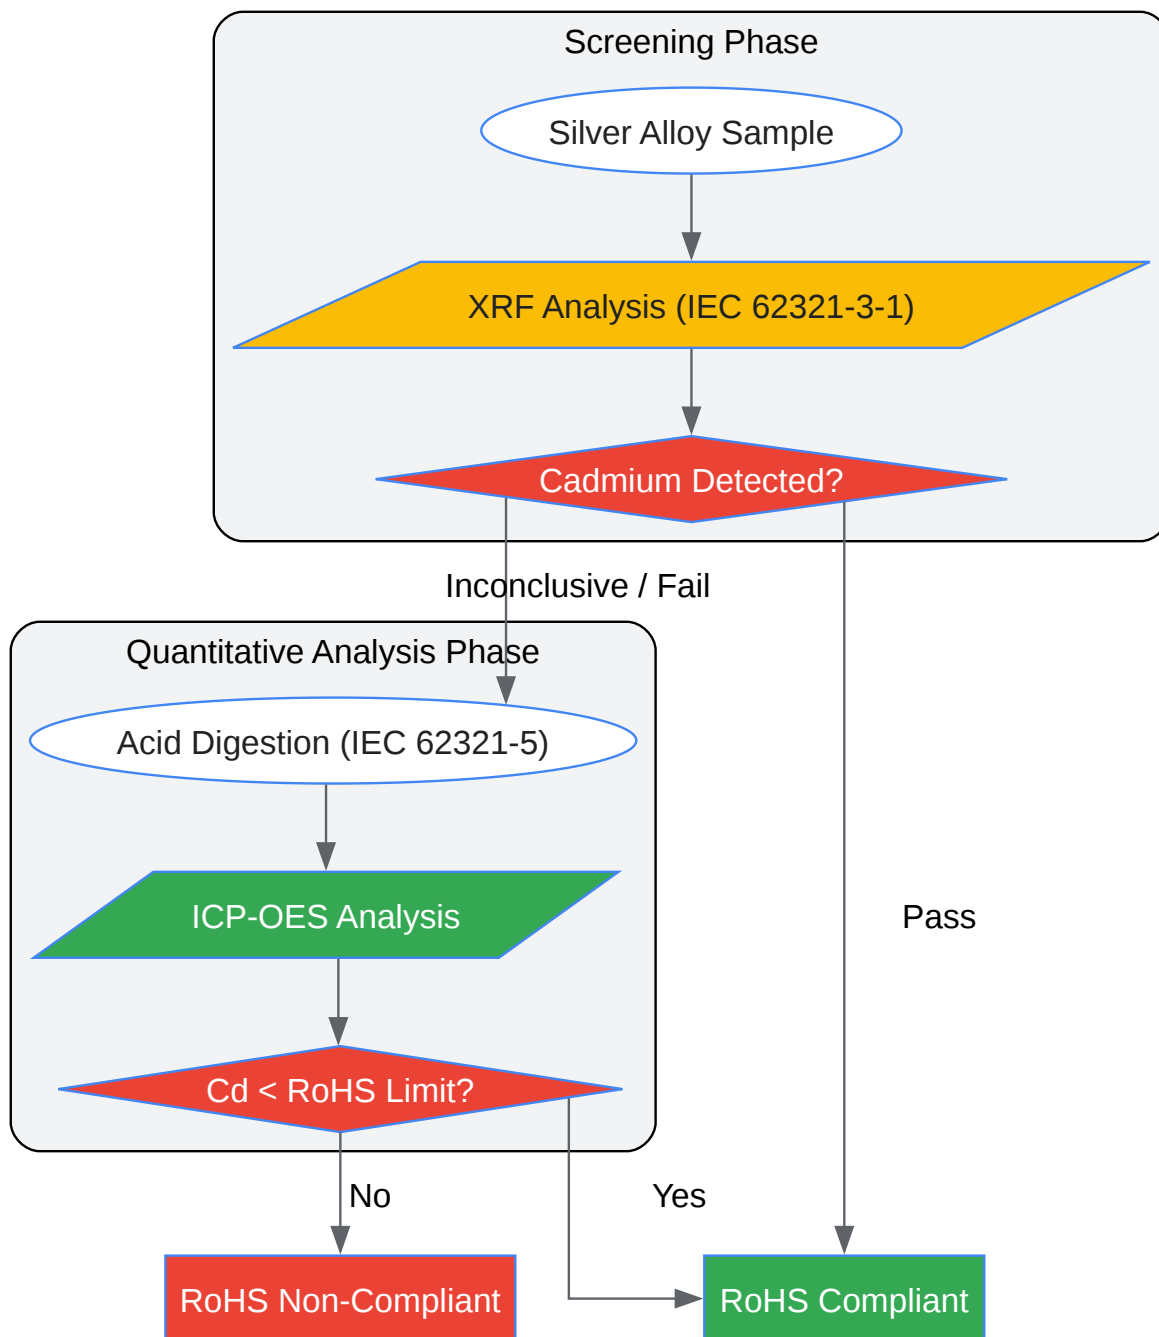 Screening Phase
Silver Alloy Sample
XRF Analysis (IEC 62321-3-1)
Cadmium Detected?
Inconclusive / Fail
Quantitative Analysis Phase
Acid Digestion (IEC 62321-5)
ICP-OES Analysis
Pass
Cd < RoHS Limit?
No
Yes
RoHS Non-Compliant
RoHS Compliant